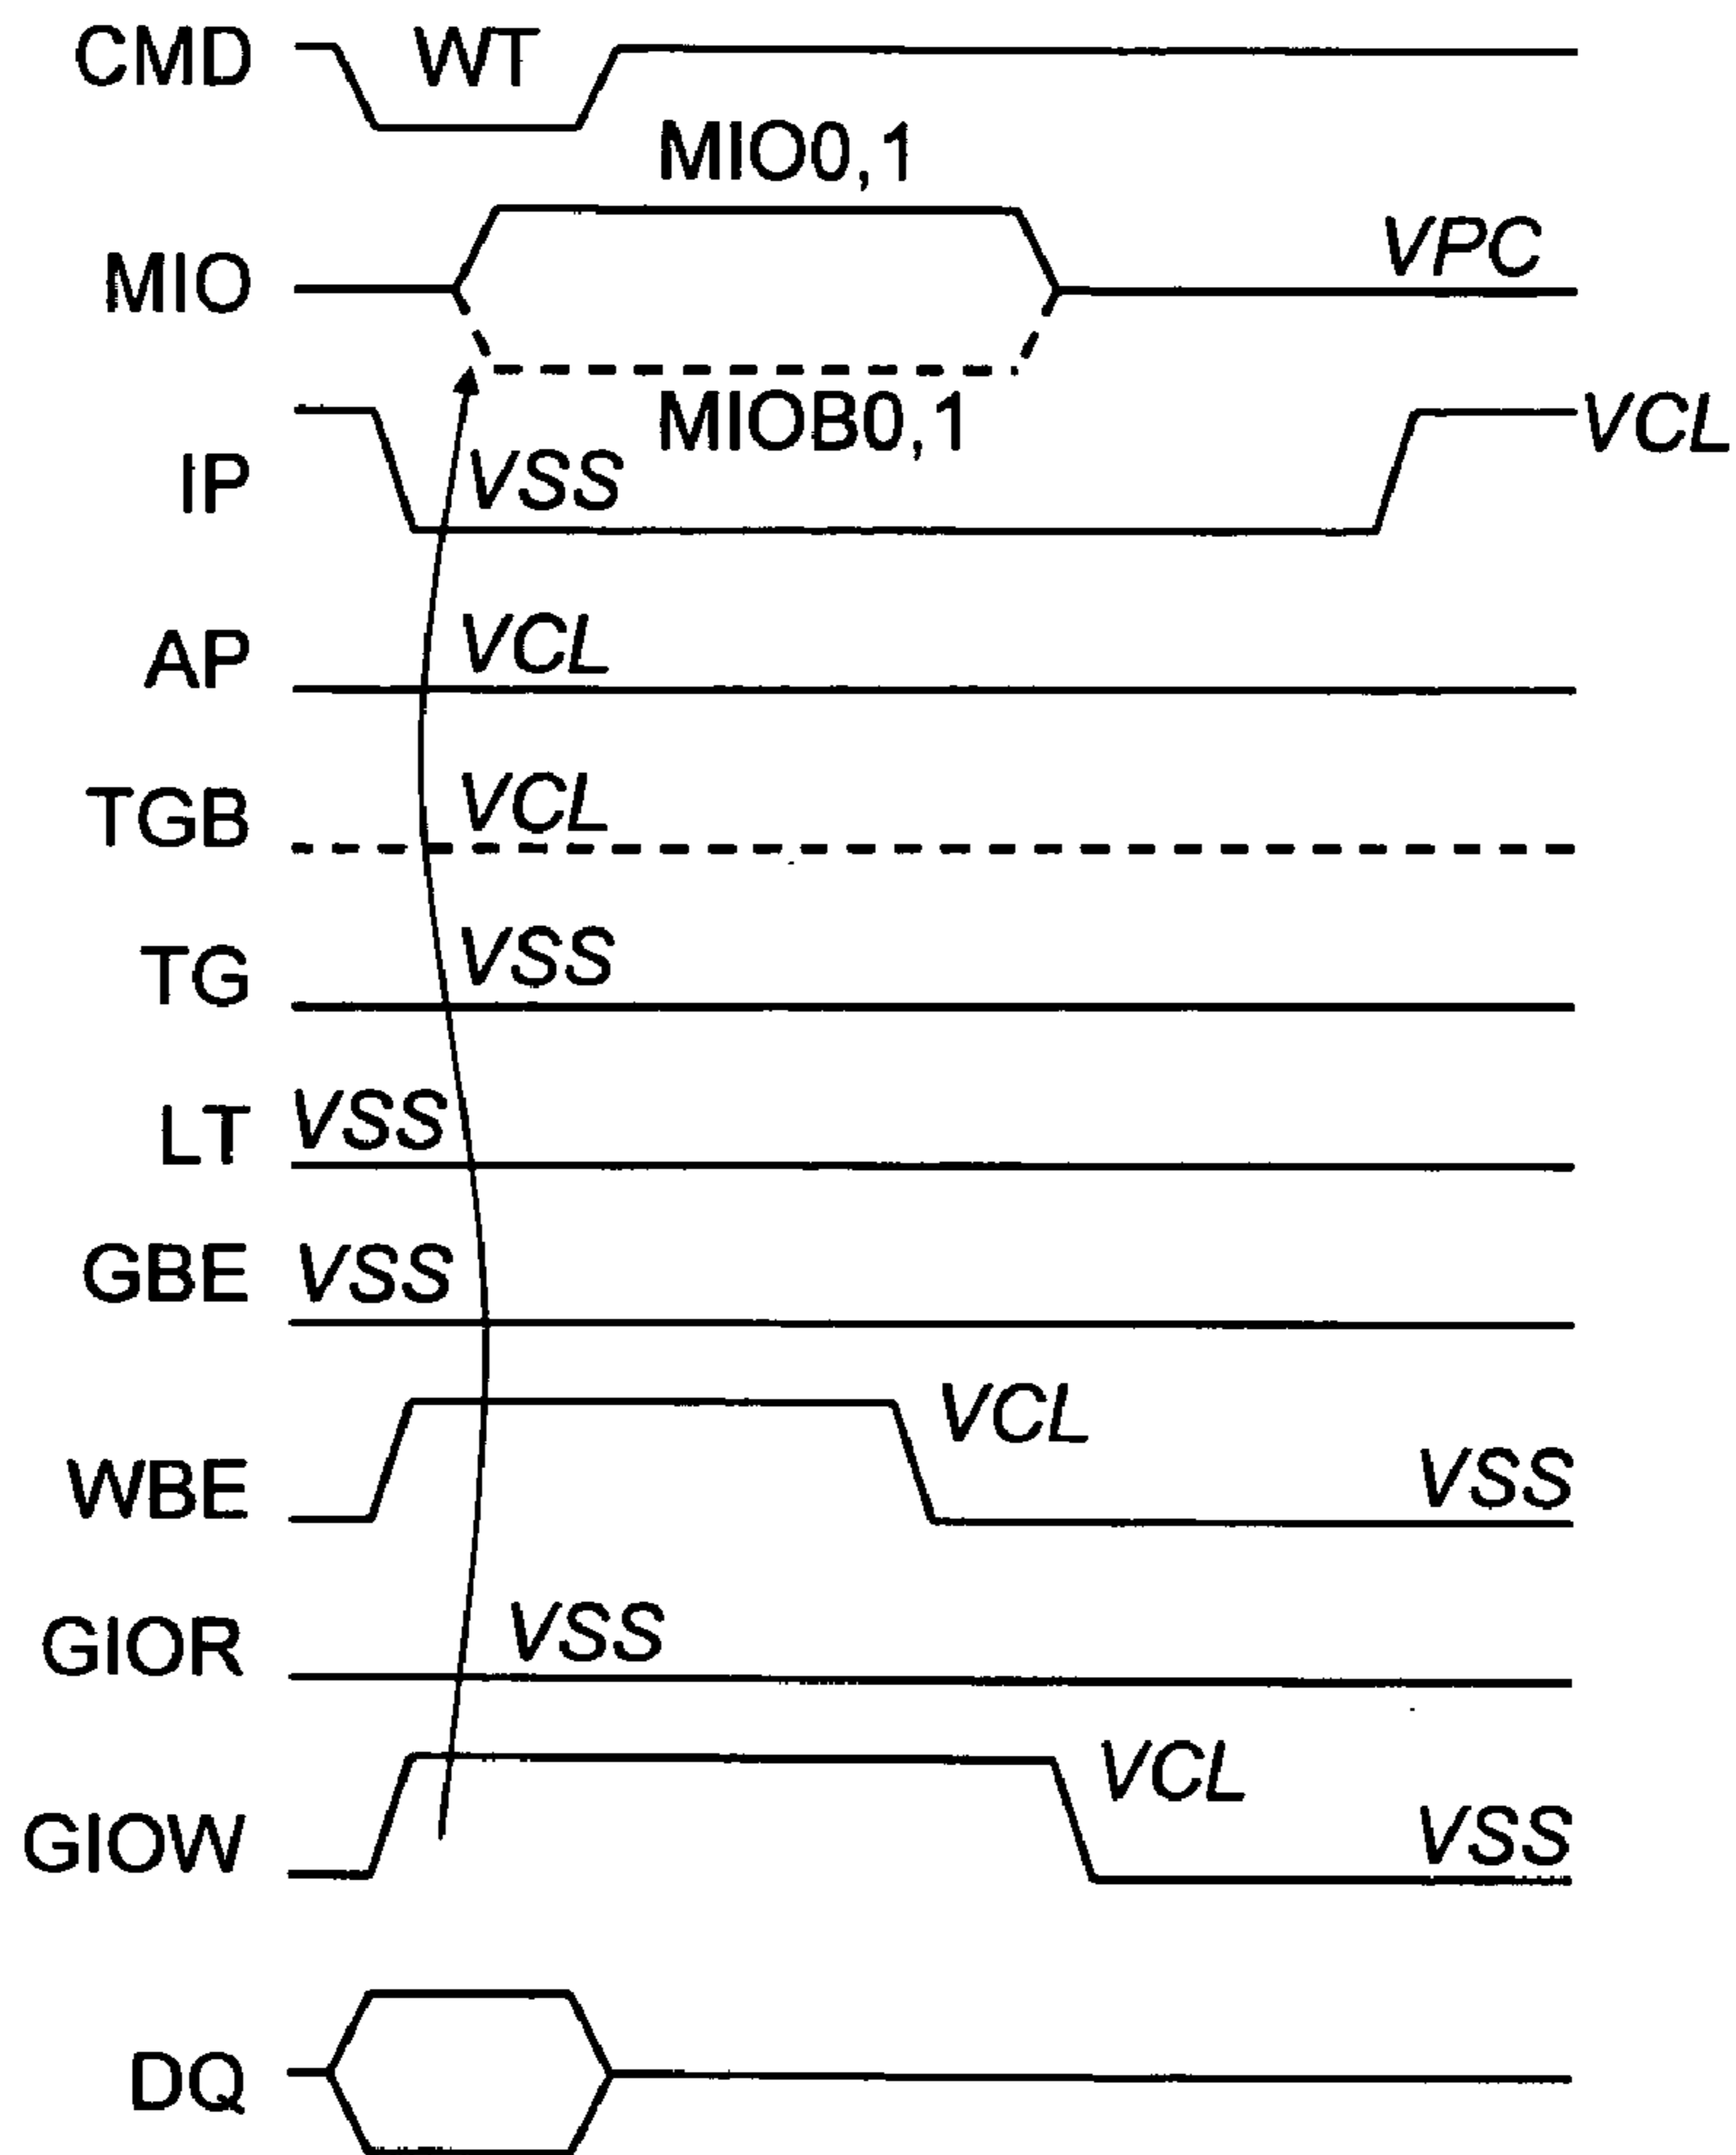 CMD WT
MIO0,1
MIO VPC
MIOB0,1 VCL
IP VSS
AP VCL
TGB VCL
TG VSS
LT VSS
GBE VSS
VCL
WBE VSS
GIOR VSS
VCL
GIOW VSS
DQ